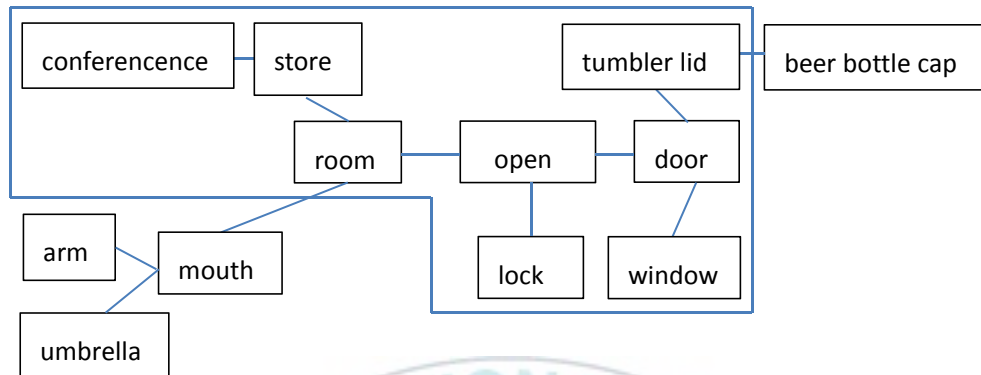 conferencence
store
tumbler lid
beer bottle cap
room
open
door
arm
mouth
lock
window
umbrella